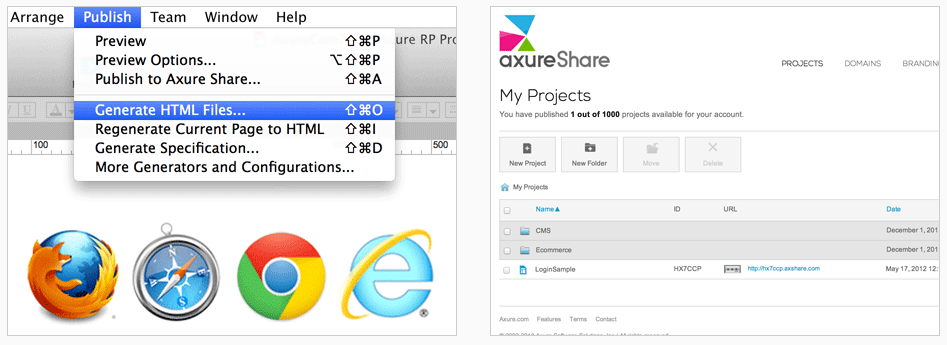 Arrange Publish Team Window Help
Preview ⇧⌘P
Preview Options... ⌥⇧⌘P
Publish to Axure Share... ⇧⌘A
ure RP Pro
Generate HTML Files... ⇧⌘O
Regenerate Current Page to HTML ⇧⌘I
Generate Specification... ⇧⌘D
More Generators and Configurations...
100
500
axureShare
PROJECTS DOMAINS BRANDING
My Projects
You have published 1 out of 1000 projects available for your account.
New Project New Folder Move Delete
My Projects
Name▲ ID URL Date
CMS December 1, 201
Ecommerce December 1, 201
LoginSample HX7CCP http://hx7ccp.axshare.com May 17, 2012 12:
Axure.com Features Terms Contact